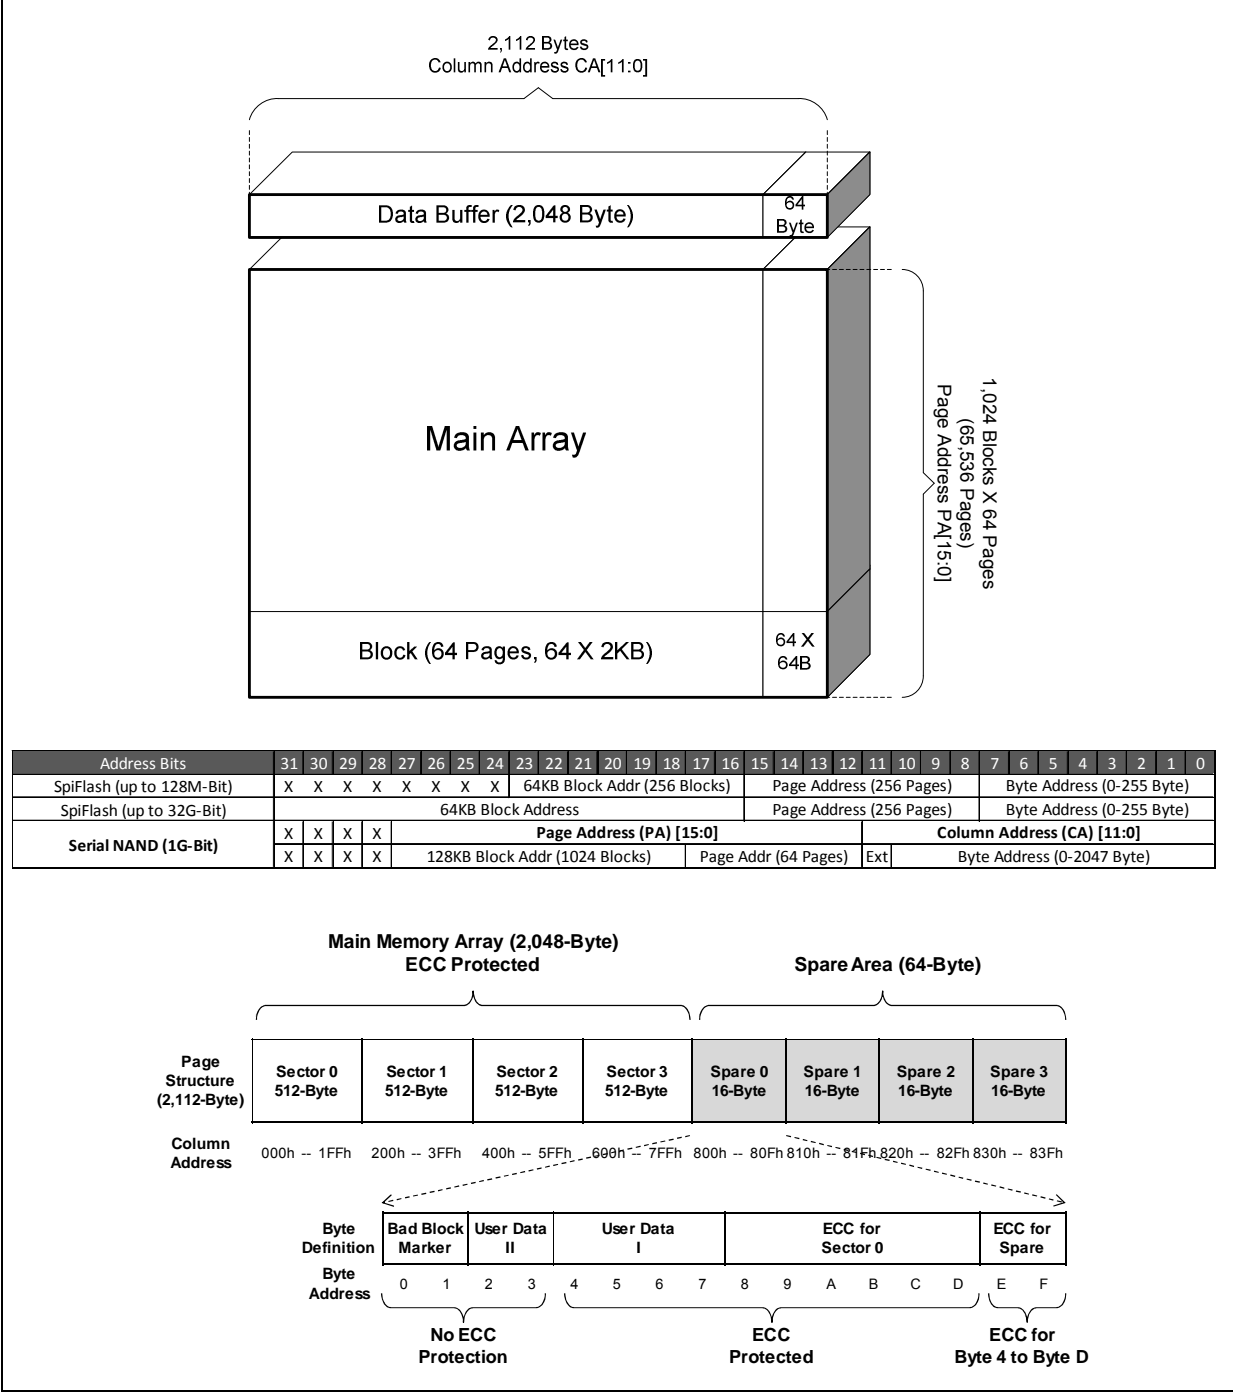 2,112 Bytes
Column Address CA[11:0]
Data Buffer (2,048 Byte)
64
Byte
Main Array
1,024 Blocks X 64 Pages
(65,536 Pages)
Page Address PA[15:0]
Block (64 Pages, 64 X 2KB)
64 X
64B
Address Bits 31 30 29 28 27 26 25 24 23 22 21 20 19 18 17 16 15 14 13 12 11 10 9 8 7 6 5 4 3 2 1 0
SpiFlash (up to 128M-Bit) X X X X X X X X 64KB Block Addr (256 Blocks) Page Address (256 Pages) Byte Address (0-255 Byte)
SpiFlash (up to 32G-Bit) 64KB Block Address Page Address (256 Pages) Byte Address (0-255 Byte)
Serial NAND (1G-Bit) X X X X Page Address (PA) [15:0] Column Address (CA) [11:0]
X X X X 128KB Block Addr (1024 Blocks) Page Addr (64 Pages) Ext Byte Address (0-2047 Byte)
Main Memory Array (2,048-Byte)
ECC Protected
Spare Area (64-Byte)
Page
Structure
(2,112-Byte)
Sector 0
512-Byte
Sector 1
512-Byte
Sector 2
512-Byte
Sector 3
512-Byte
Spare 0
16-Byte
Spare 1
16-Byte
Spare 2
16-Byte
Spare 3
16-Byte
Column
Address
000h -- 1FFh 200h -- 3FFh 400h -- 5FFh 600h -- 7FFh 800h -- 80Fh 810h -- 81Fh 820h -- 82Fh 830h -- 83Fh
Byte
Definition
Bad Block
Marker
User Data
II
User Data
I
ECC for
Sector 0
ECC for
Spare
Byte
Address
0 1 2 3 4 5 6 7 8 9 A B C D E F
No ECC
Protection
ECC
Protected
ECC for
Byte 4 to Byte D